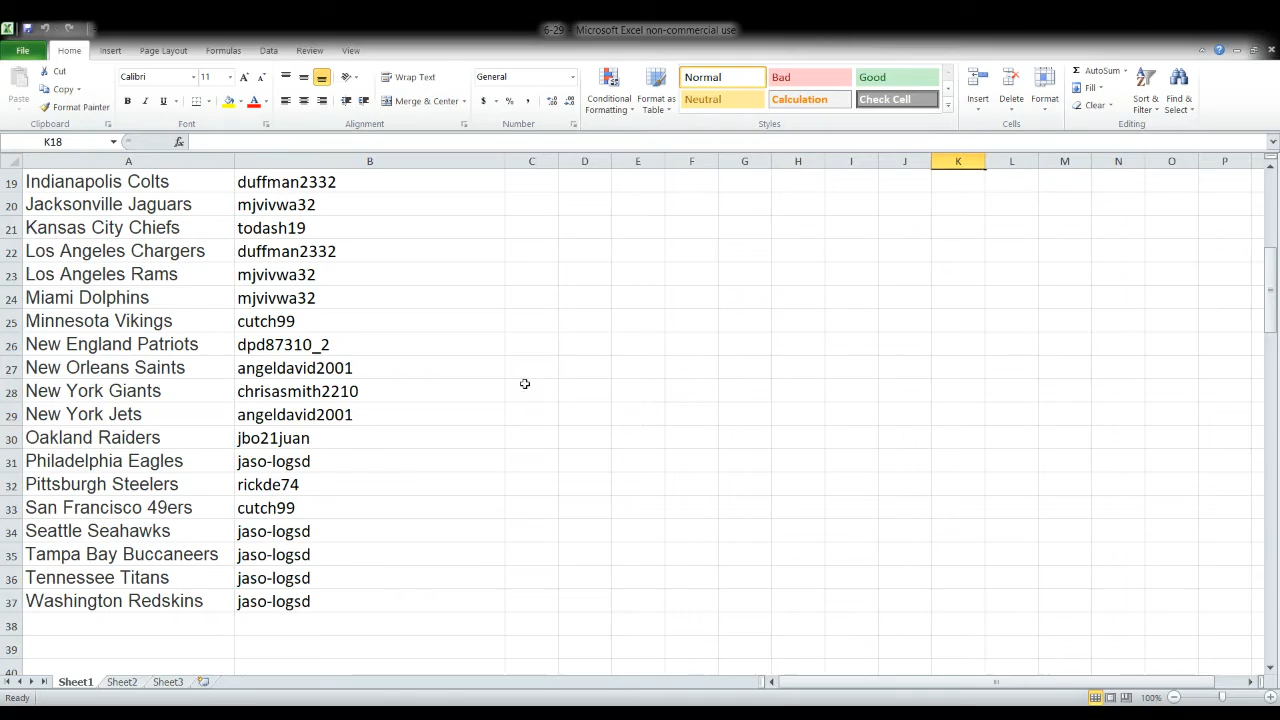 6-29 - Microsoft Excel non-commercial use
File Home Insert Page Layout Formulas Data Review View
Paste Cut Copy Format Painter Clipboard
Calibri 11 A A B I U A Font
Wrap Text Merge & Center Alignment
General $ % , Number
Conditional Formatting Format as Table Normal Bad Good Neutral Calculation Check Cell Styles
Insert Delete Format Cells
Σ AutoSum Fill Clear Sort & Filter Find & Select Editing
K18 fx
A B C D E F G H I J K L M N O P
19 Indianapolis Colts duffman2332
20 Jacksonville Jaguars mjvivwa32
21 Kansas City Chiefs todash19
22 Los Angeles Chargers duffman2332
23 Los Angeles Rams mjvivwa32
24 Miami Dolphins mjvivwa32
25 Minnesota Vikings cutch99
26 New England Patriots dpd87310_2
27 New Orleans Saints angeldavid2001
28 New York Giants chrisasmith2210
29 New York Jets angeldavid2001
30 Oakland Raiders jbo21juan
31 Philadelphia Eagles jaso-logsd
32 Pittsburgh Steelers rickde74
33 San Francisco 49ers cutch99
34 Seattle Seahawks jaso-logsd
35 Tampa Bay Buccaneers jaso-logsd
36 Tennessee Titans jaso-logsd
37 Washington Redskins jaso-logsd
38
39
40
Sheet1 Sheet2 Sheet3
Ready 100%